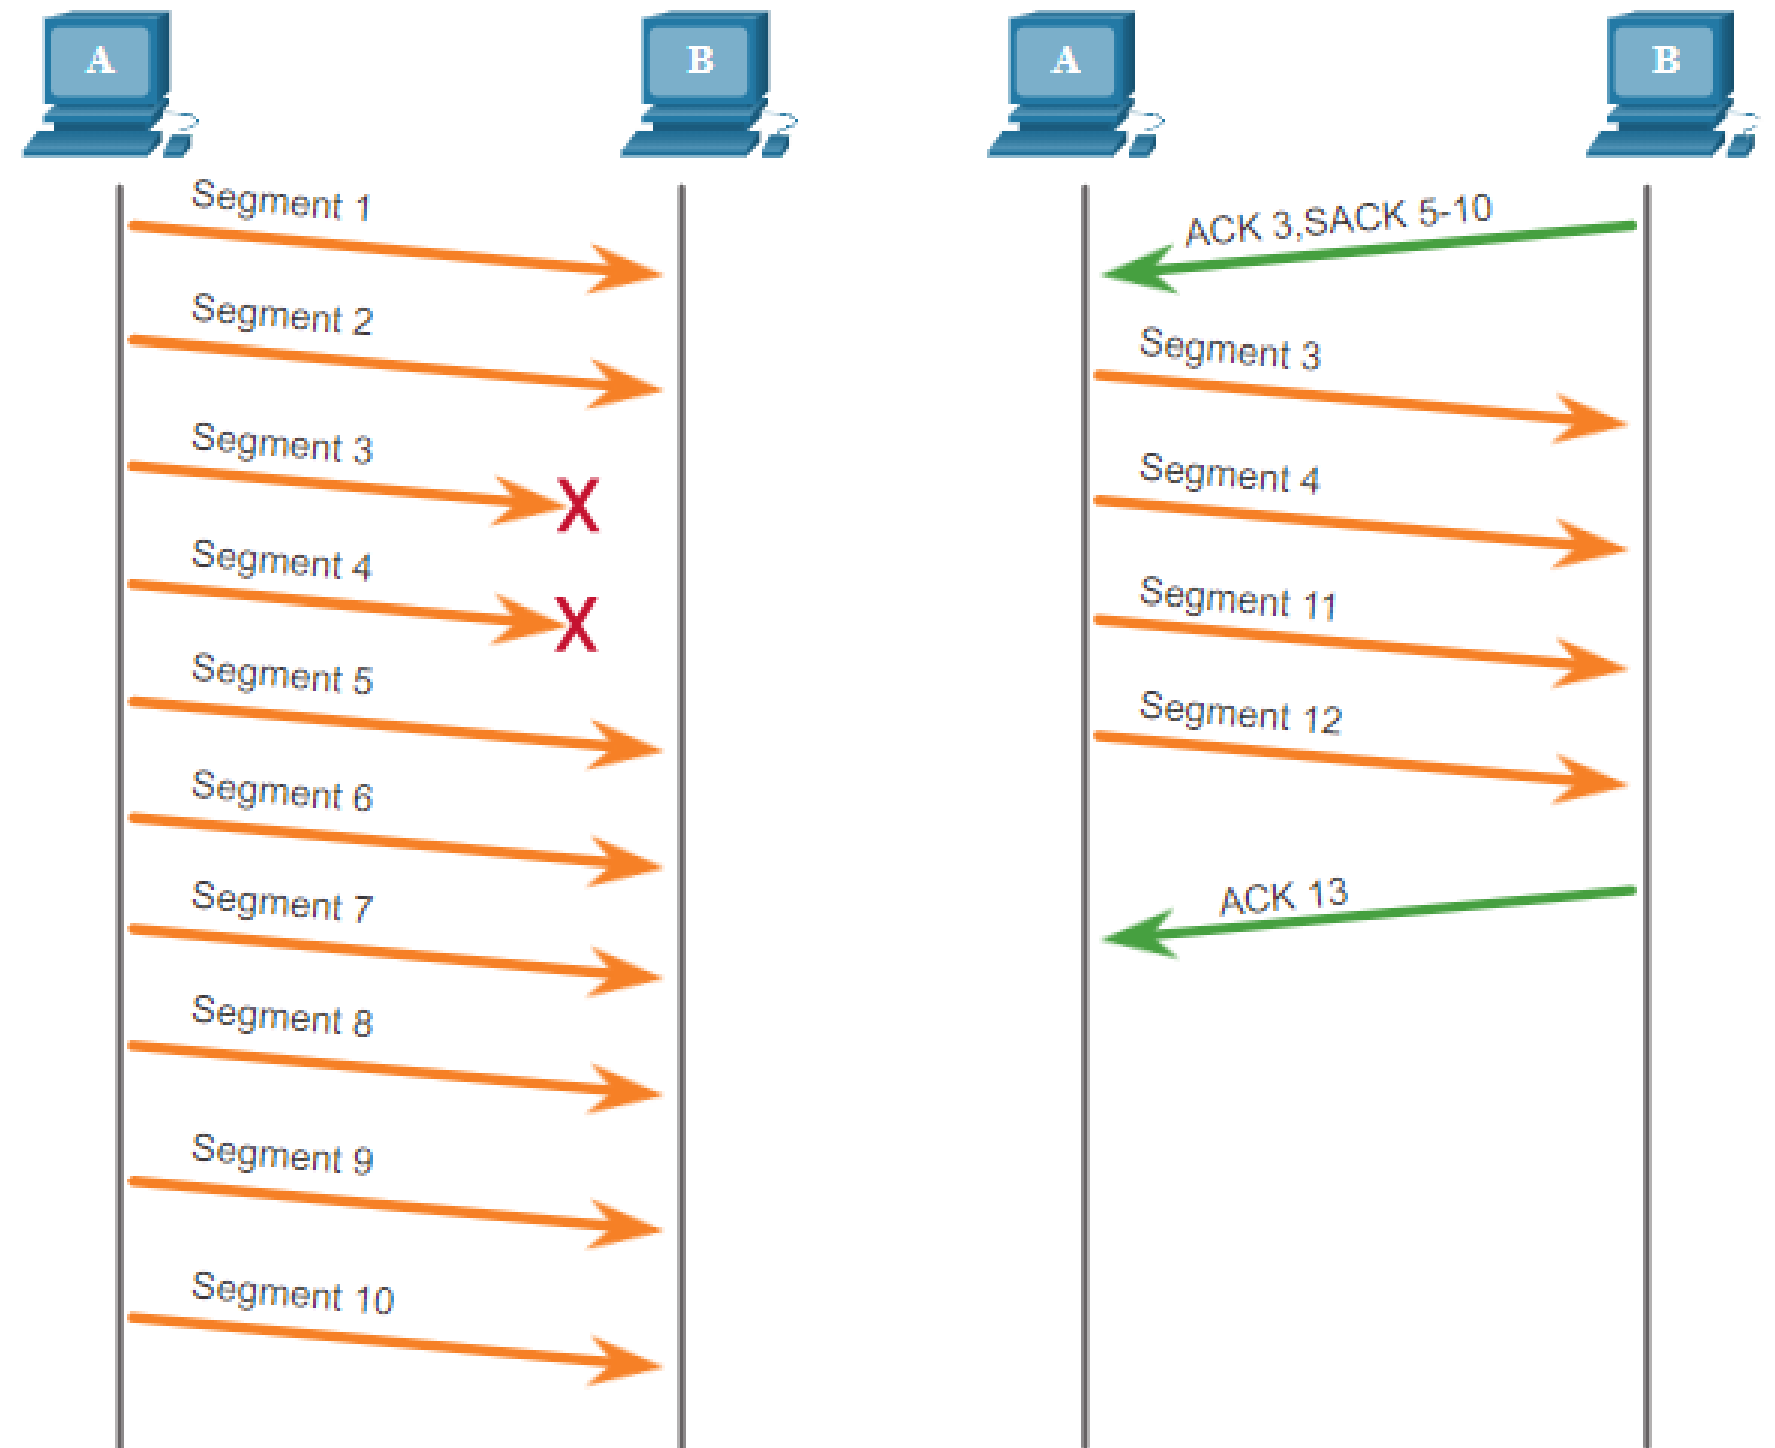 A
B
Segment 1
Segment 2
Segment 3
X
Segment 4
X
Segment 5
Segment 6
Segment 7
Segment 8
Segment 9
Segment 10
A
B
ACK 3,SACK 5-10
Segment 3
Segment 4
Segment 11
Segment 12
ACK 13